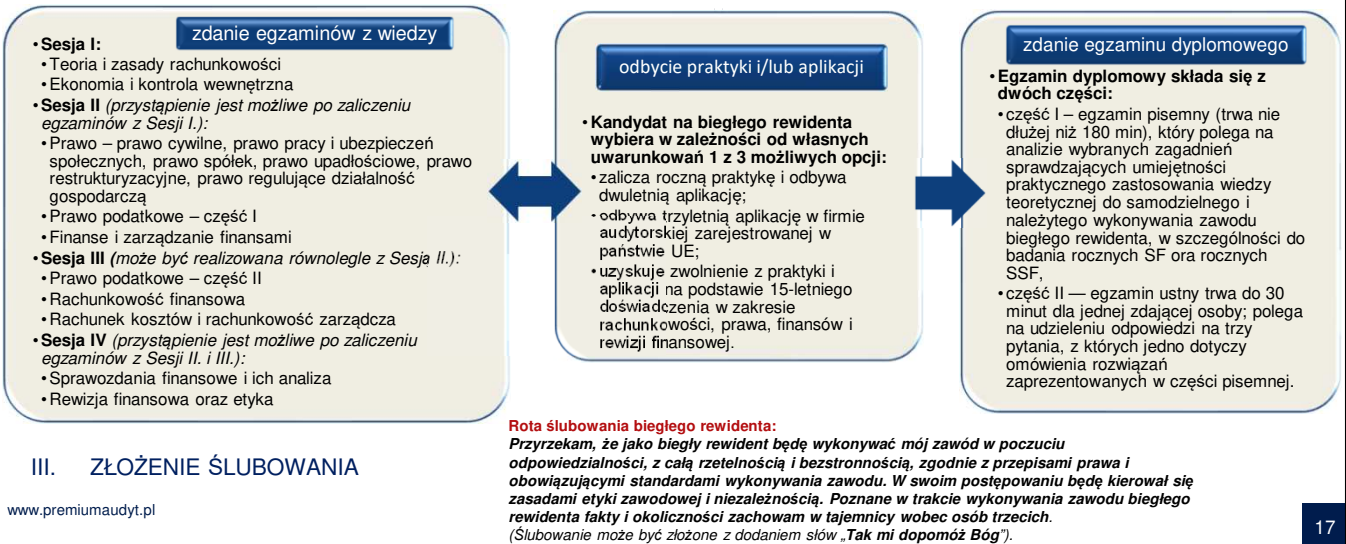 zdanie egzaminów z wiedzy
•Sesja I:
•Teoria i zasady rachunkowości
•Ekonomia i kontrola wewnętrzna
•Sesja II (przystąpienie jest możliwe po zaliczeniu
egzaminów z Sesji I.):
•Prawo – prawo cywilne, prawo pracy i ubezpieczeń
społecznych, prawo spółek, prawo upadłościowe, prawo
restrukturyzacyjne, prawo regulujące działalność
gospodarczą
•Prawo podatkowe – część I
•Finanse i zarządzanie finansami
•Sesja III (może być realizowana równolegle z Sesją II.):
•Prawo podatkowe – część II
•Rachunkowość finansowa
•Rachunek kosztów i rachunkowość zarządcza
•Sesja IV (przystąpienie jest możliwe po zaliczeniu
egzaminów z Sesji II. i III.):
•Sprawozdania finansowe i ich analiza
•Rewizja finansowa oraz etyka
odbycie praktyki i/lub aplikacji
•Kandydat na biegłego rewidenta
wybiera w zależności od własnych
uwarunkowań 1 z 3 możliwych opcji:
•zalicza roczną praktykę i odbywa
dwuletnią aplikację;
•odbywa trzyletnią aplikację w firmie
audytorskiej zarejestrowanej w
państwie UE;
•uzyskuje zwolnienie z praktyki i
aplikacji na podstawie 15-letniego
doświadczenia w zakresie
rachunkowości, prawa, finansów i
rewizji finansowej.
zdanie egzaminu dyplomowego
•Egzamin dyplomowy składa się z
dwóch części:
•część I – egzamin pisemny (trwa nie
dłużej niż 180 min), który polega na
analizie wybranych zagadnień
sprawdzających umiejętności
praktycznego zastosowania wiedzy
teoretycznej do samodzielnego i
należytego wykonywania zawodu
biegłego rewidenta, w szczególności do
badania rocznych SF ora rocznych
SSF,
•część II — egzamin ustny trwa do 30
minut dla jednej zdającej osoby; polega
na udzieleniu odpowiedzi na trzy
pytania, z których jedno dotyczy
omówienia rozwiązań
zaprezentowanych w części pisemnej.
III. ZŁOŻENIE ŚLUBOWANIA
Rota ślubowania biegłego rewidenta:
Przyrzekam, że jako biegły rewident będę wykonywać mój zawód w poczuciu
odpowiedzialności, z całą rzetelnością i bezstronnością, zgodnie z przepisami prawa i
obowiązującymi standardami wykonywania zawodu. W swoim postępowaniu będę kierował się
zasadami etyki zawodowej i niezależnością. Poznane w trakcie wykonywania zawodu biegłego
rewidenta fakty i okoliczności zachowam w tajemnicy wobec osób trzecich.
(Ślubowanie może być złożone z dodaniem słów „Tak mi dopomóż Bóg”).
www.premiumaudyt.pl
17